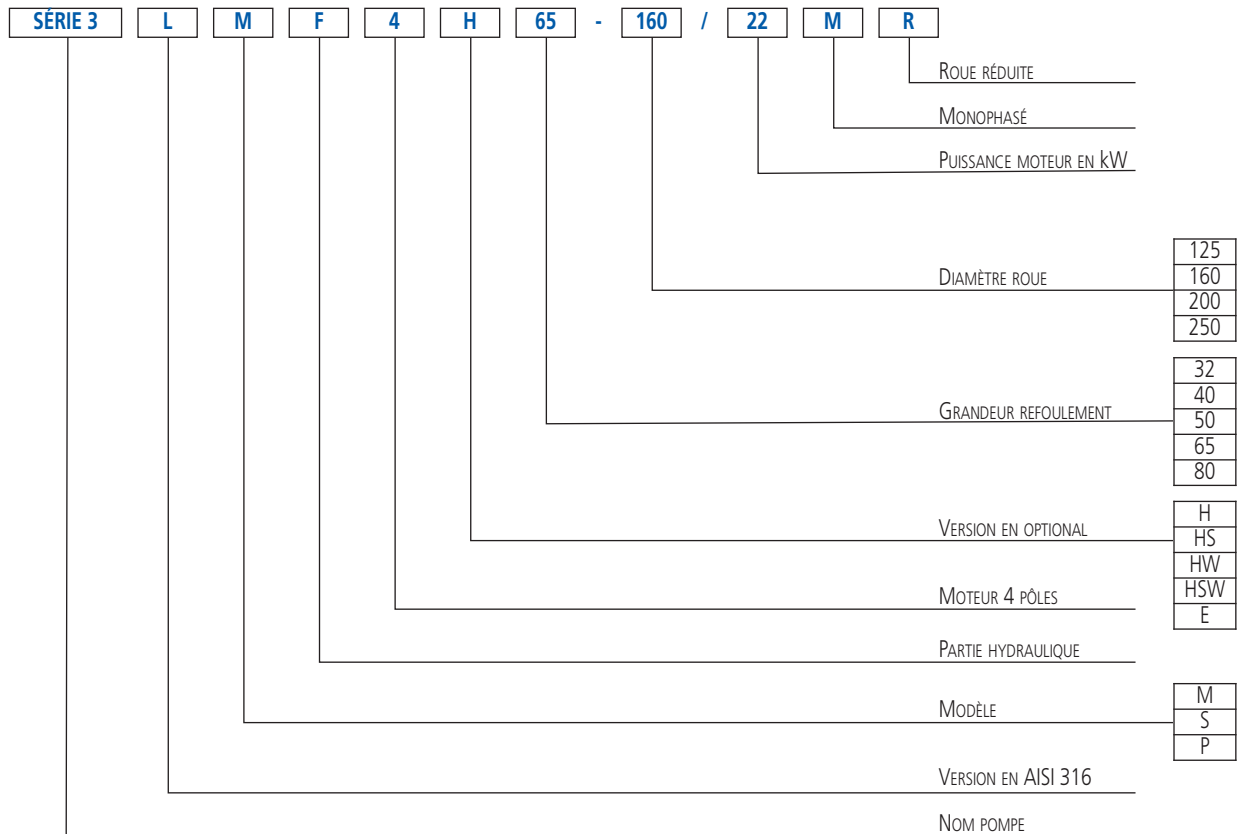 SÉRIE 3 L M F 4 H 65 - 160 / 22 M R
ROUE RÉDUITE
MONOPHASÉ
PUISSANCE MOTEUR EN kW
DIAMÈTRE ROUE
125
160
200
250
GRANDEUR REFOULEMENT
32
40
50
65
80
VERSION EN OPTIONAL
H
HS
HW
HSW
E
MOTEUR 4 PÔLES
PARTIE HYDRAULIQUE
MODÈLE
M
S
P
VERSION EN AISI 316
NOM POMPE